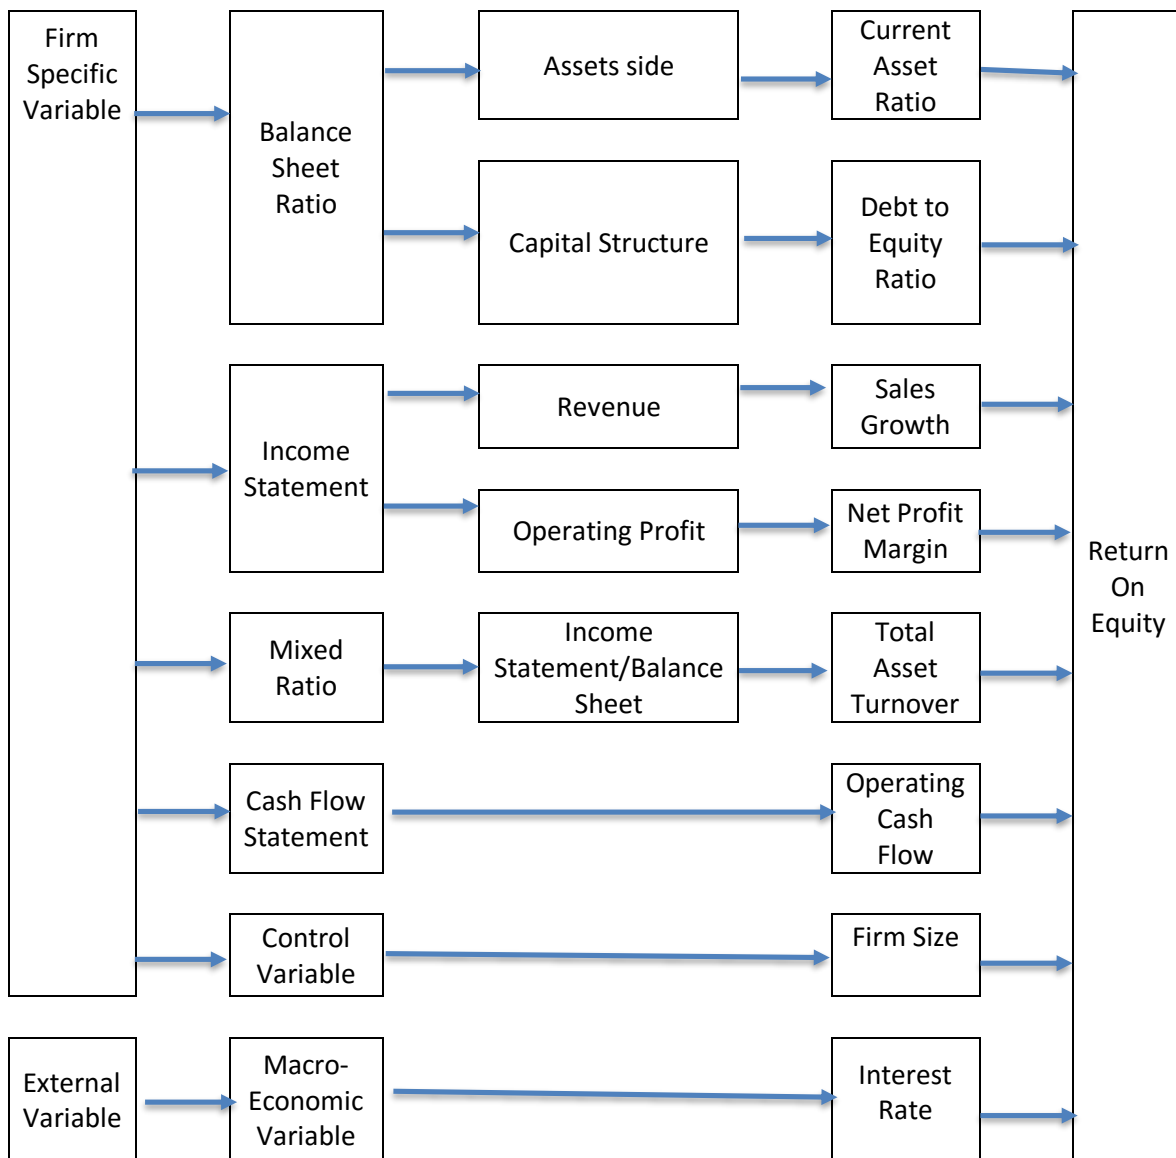 Firm
Specific
Variable
Balance
Sheet
Ratio
Assets side
Current
Asset
Ratio
Capital Structure
Debt to
Equity
Ratio
Income
Statement
Revenue
Sales
Growth
Operating Profit
Net Profit
Margin
Return
On
Equity
Mixed
Ratio
Income
Statement/Balance
Sheet
Total
Asset
Turnover
Cash Flow
Statement
Operating
Cash
Flow
Control
Variable
Firm Size
External
Variable
Macro-
Economic
Variable
Interest
Rate